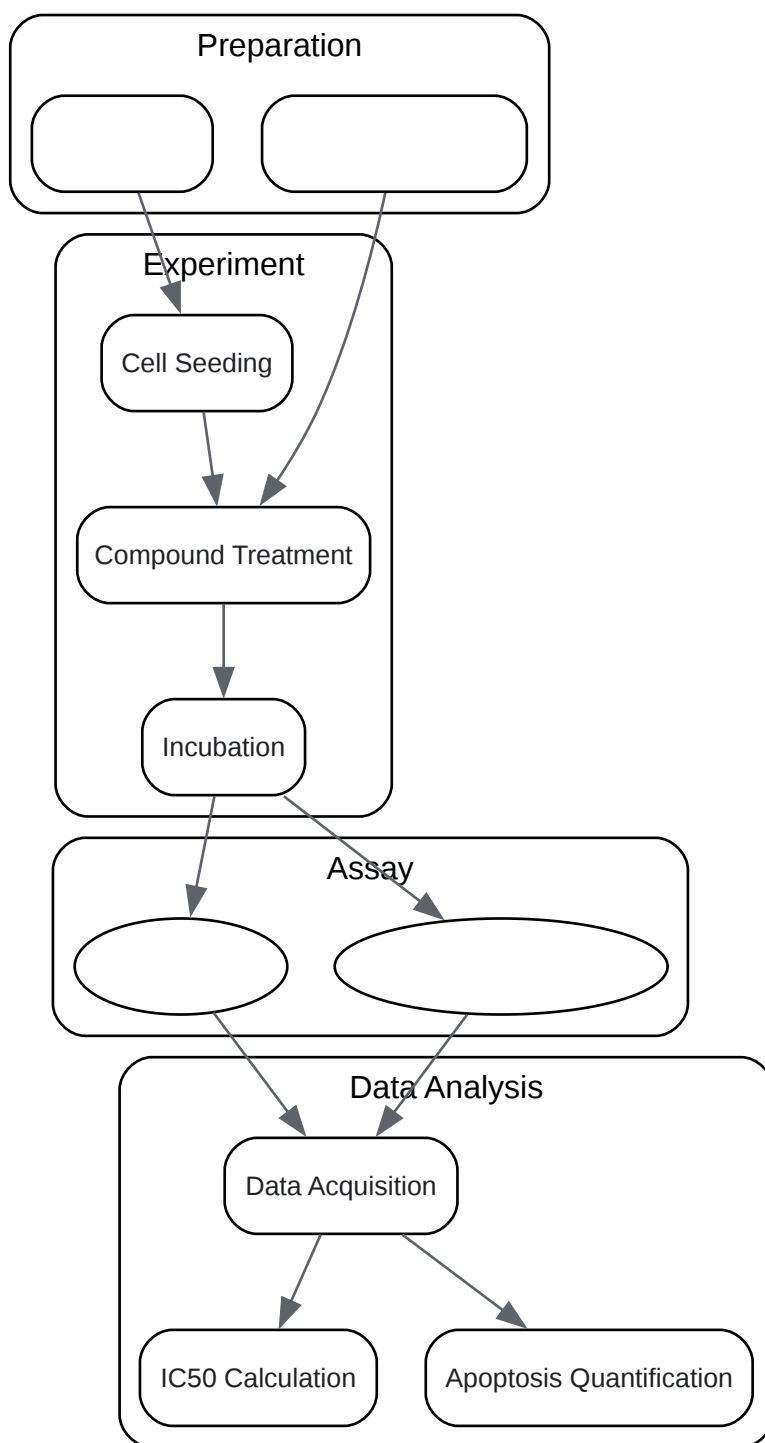 Preparation
Experiment
Cell Seeding
Compound Treatment
Incubation
Assay
Data Analysis
Data Acquisition
IC50 Calculation
Apoptosis Quantification